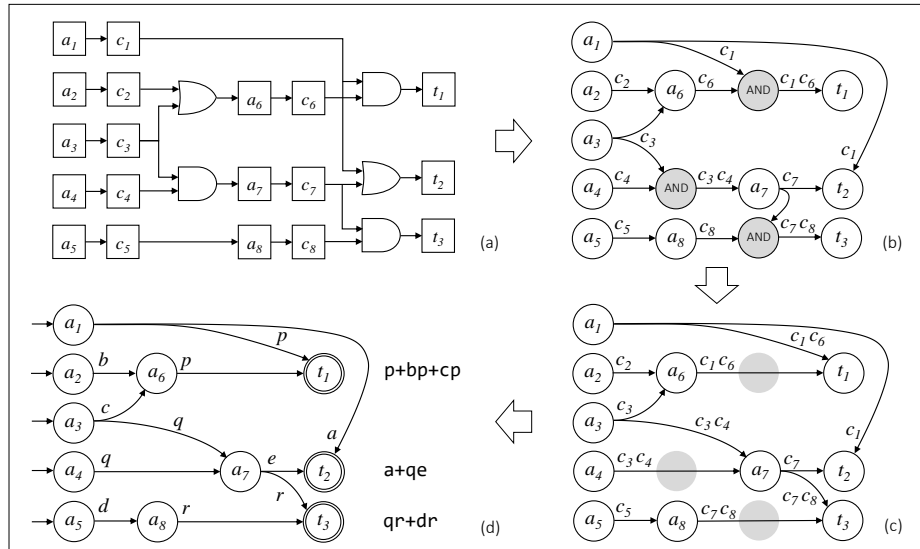 a1 c1
a2 c2 a6 c6 t1
a3 c3
a4 c4 a7 c7 t2
a5 c5 a8 c8 t3
(a)
a1
c1
a2 c2 a6 c6 AND c1 c6 t1
a3 c3
c1
a4 c4 AND c3 c4 a7 c7 t2
a5 c5 a8 c8 AND c7 c8 t3
(b)
a1
p
a2 b a6 p t1 p+bp+cp
c
a3 q
a
a4 q a7 e t2 a+qe
r
a5 d a8 r t3 qr+dr
(d)
a1
c1 c6
a2 c2 a6 c1 c6 t1
c3
a3 c3 c4
c1
a4 c3 c4 a7 c7 t2
c7 c8
a5 c5 a8 c7 c8 t3
(c)